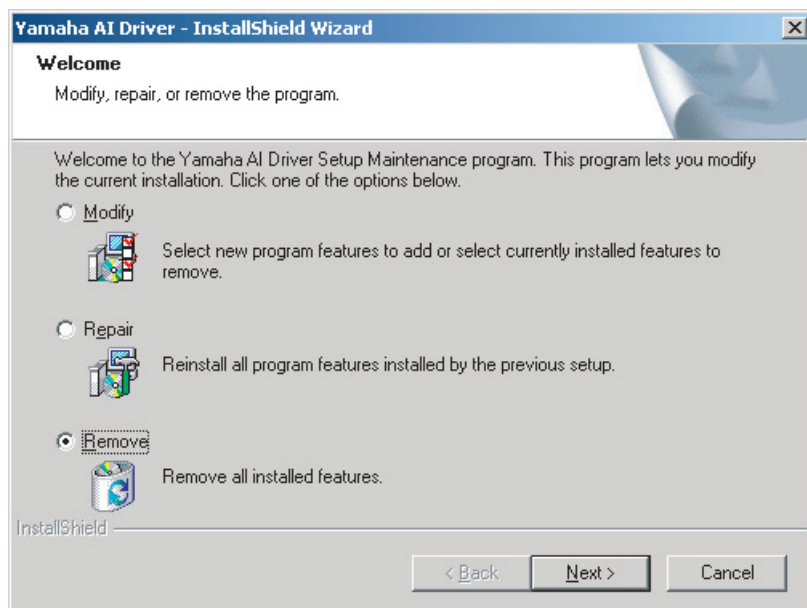 Yamaha AI Driver - InstallShield Wizard
Welcome
Modify, repair, or remove the program.
Welcome to the Yamaha AI Driver Setup Maintenance program. This program lets you modify
the current installation. Click one of the options below.
Modify
Select new program features to add or select currently installed features to
remove.
Repair
Reinstall all program features installed by the previous setup.
Remove
Remove all installed features.
InstallShield
< Back
Next >
Cancel